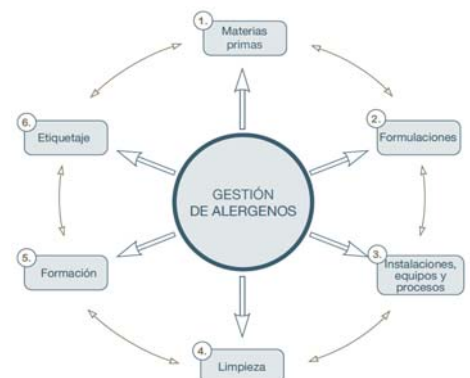 1.
Materias
primas
2.
Formulaciones
3.
Instalaciones,
equipos y
procesos
4.
Limpieza
5.
Formación
6.
Etiquetaje
GESTIÓN
DE ALERGENOS